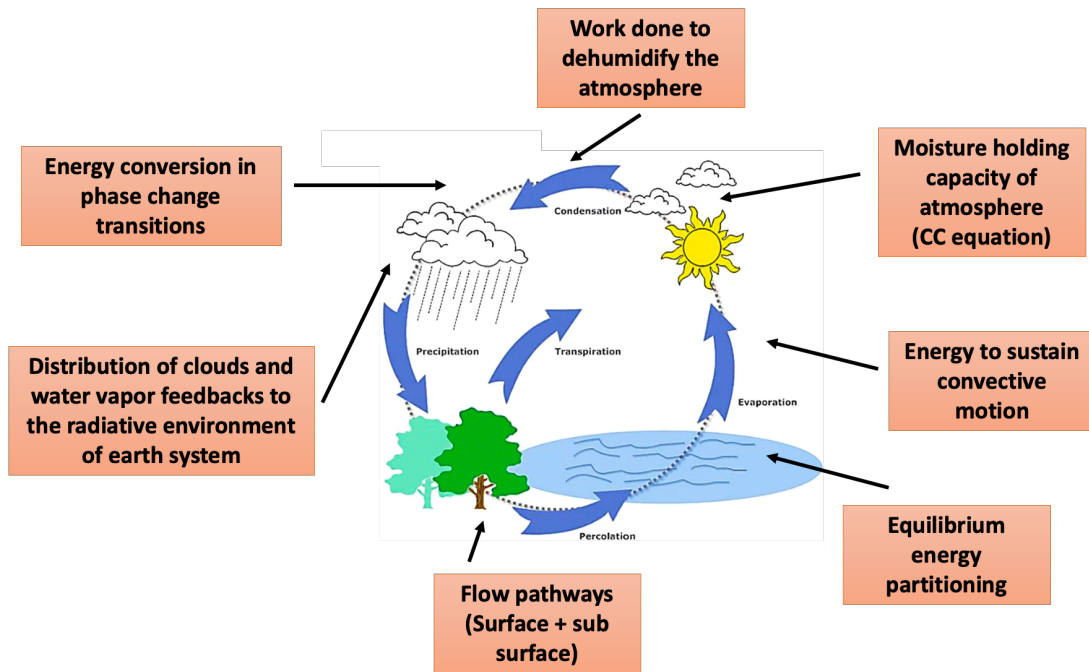 Work done to
dehumidify the
atmosphere
Energy conversion in
phase change
transitions
Moisture holding
capacity of
atmosphere
(CC equation)
Condensation
Precipitation
Transpiration
Evaporation
Distribution of clouds and
water vapor feedbacks to
the radiative environment
of earth system
Energy to sustain
convective
motion
Percolation
Equilibrium
energy
partitioning
Flow pathways
(Surface + sub
surface)